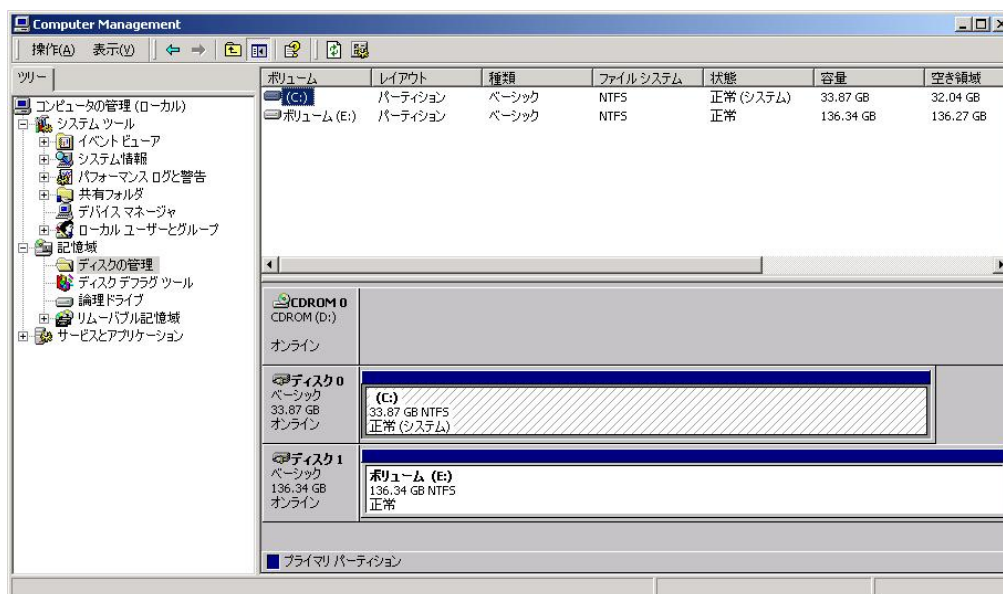 Computer Management
操作(A) 表示(V)
ツリー
コンピュータの管理 (ローカル)
システム ツール
イベント ビューア
システム情報
パフォーマンス ログと警告
共有フォルダ
デバイス マネージャ
ローカル ユーザーとグループ
記憶域
ディスクの管理
ディスク デフラグ ツール
論理ドライブ
リムーバブル記憶域
サービスとアプリケーション
ボリューム レイアウト 種類 ファイル システム 状態 容量 空き領域
(C:) パーティション ベーシック NTFS 正常 (システム) 33.87 GB 32.04 GB
ボリューム (E:) パーティション ベーシック NTFS 正常 136.34 GB 136.27 GB
CDROM 0
CDROM (D:)
オンライン
ディスク 0
ベーシック
33.87 GB
オンライン
(C:)
33.87 GB NTFS
正常 (システム)
ディスク 1
ベーシック
136.34 GB
オンライン
ボリューム (E:)
136.34 GB NTFS
正常
プライマリ パーティション